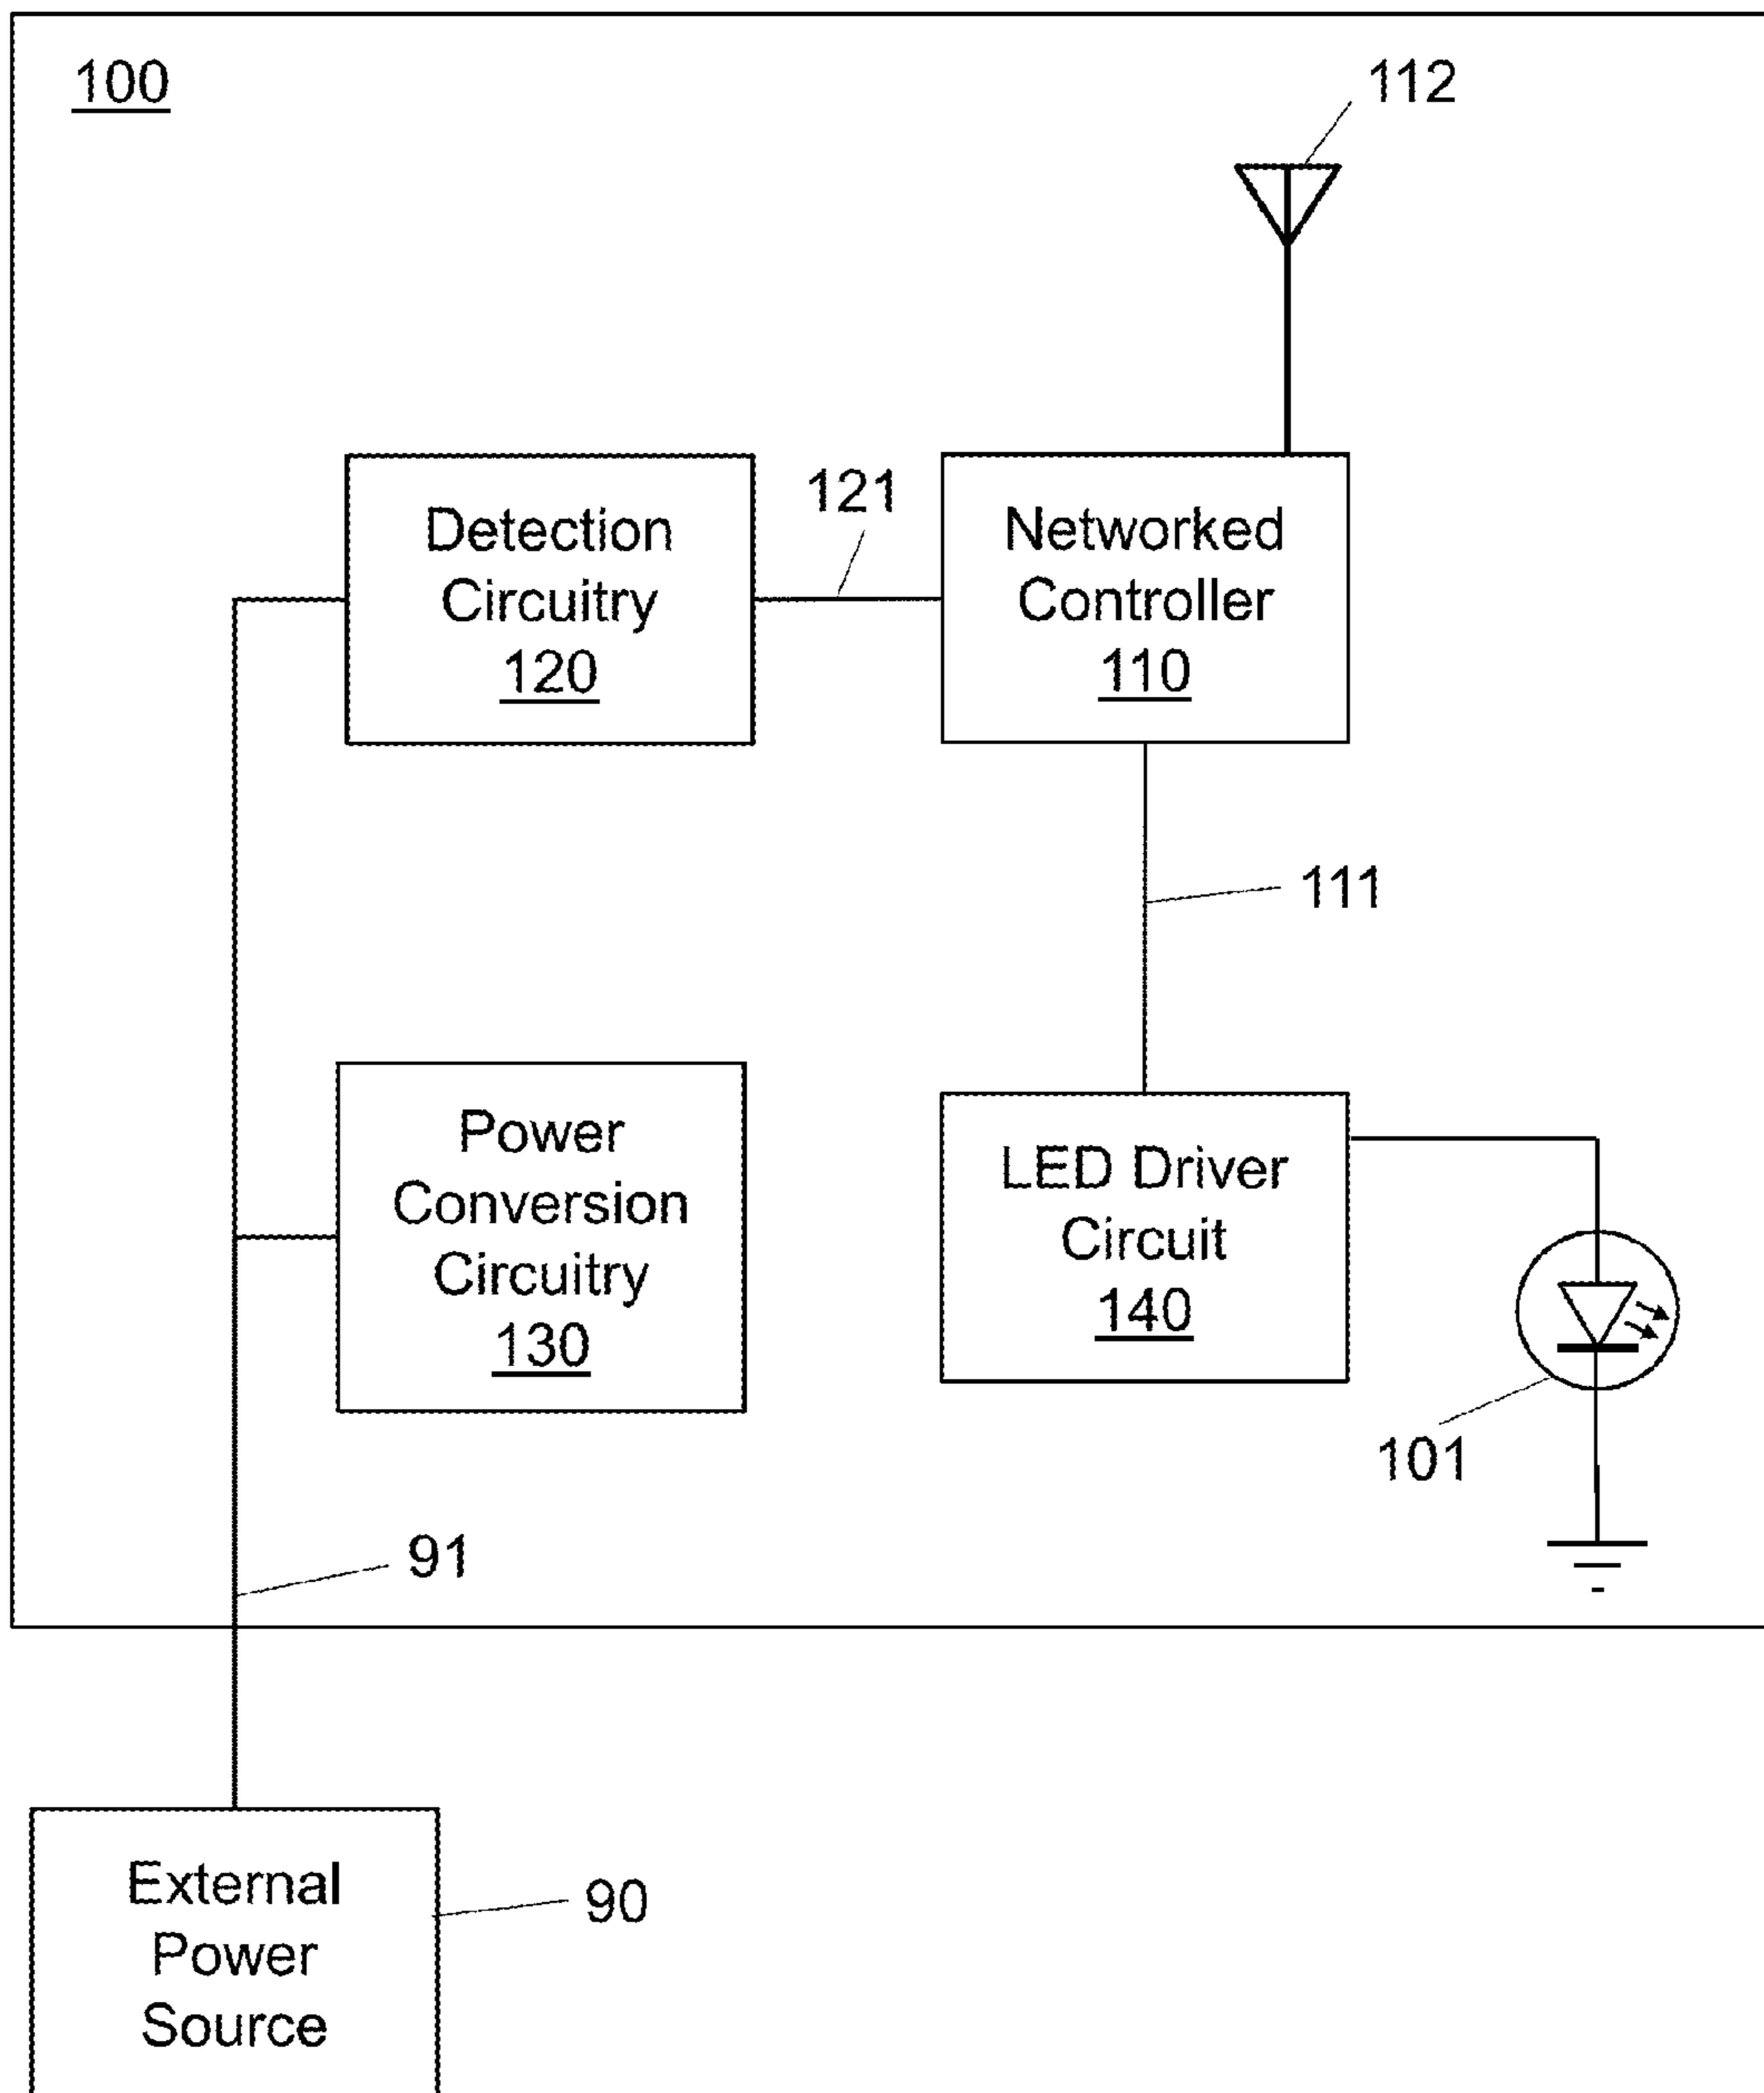 100
112
Detection
Circuitry
120
121
Networked
Controller
110
111
Power
Conversion
Circuitry
130
LED Driver
Circuit
140
101
91
External
Power
Source
90